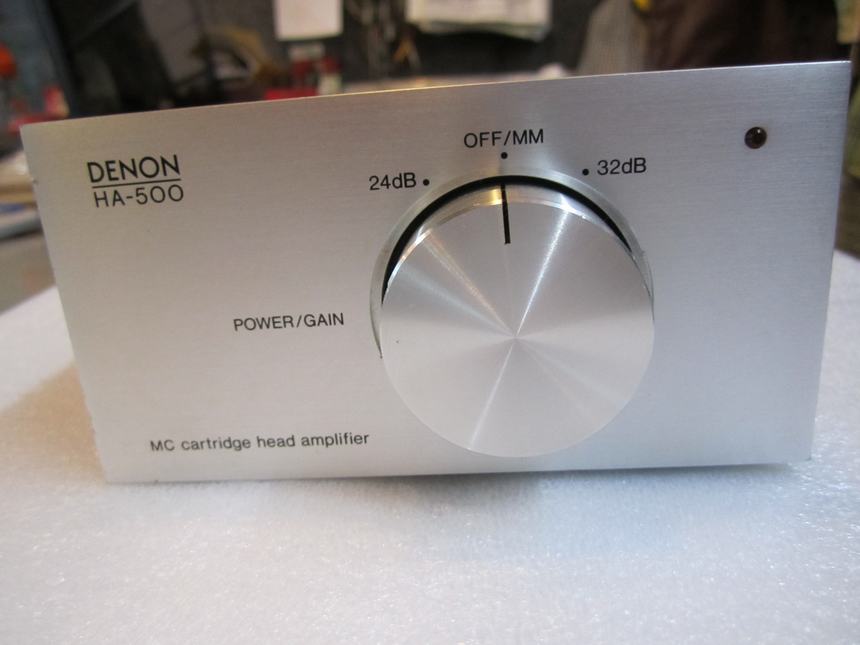 DENON
HA-500
OFF/MM
24dB
32dB
POWER/GAIN
MC cartridge head amplifier